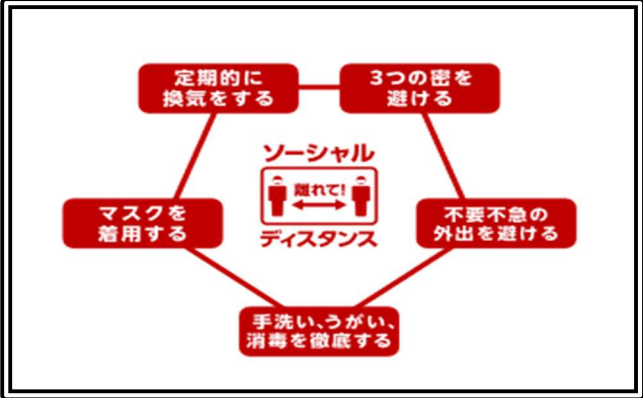 定期的に
換気をする
3つの密を
避ける
ソーシャル
離れて!
ディスタンス
マスクを
着用する
不要不急の
外出を避ける
手洗い、うがい、
消毒を徹底する